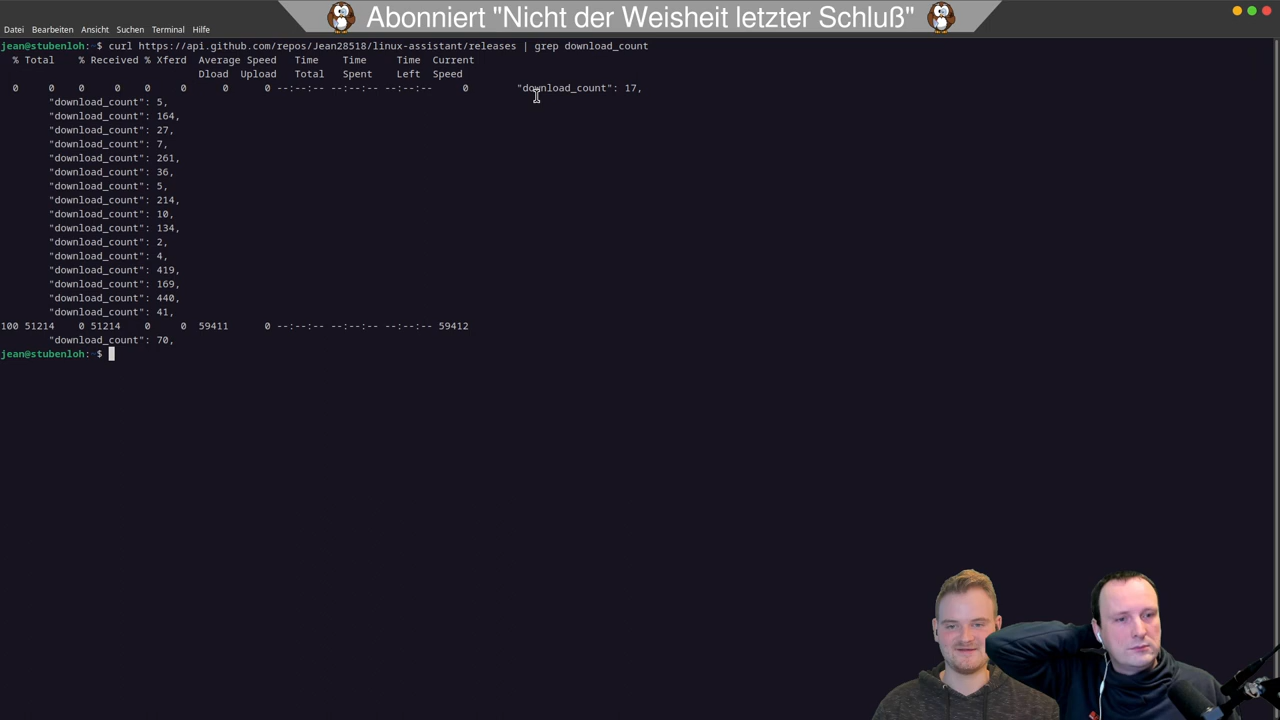 Abonniert "Nicht der Weisheit letzter Schluß"
Datei Bearbeiten Ansicht Suchen Terminal Hilfe
jean@stubenloh:~$ curl https://api.github.com/repos/Jean28518/linux-assistant/releases | grep download_count
% Total % Received % Xferd Average Speed Time Time Time Current
Dload Upload Total Spent Left Speed
0 0 0 0 0 0 0 0 --:--:-- --:--:-- --:--:-- 0 "download_count": 17,
"download_count": 5,
"download_count": 164,
"download_count": 27,
"download_count": 7,
"download_count": 261,
"download_count": 36,
"download_count": 5,
"download_count": 214,
"download_count": 10,
"download_count": 134,
"download_count": 2,
"download_count": 4,
"download_count": 419,
"download_count": 169,
"download_count": 440,
"download_count": 41,
100 51214 0 51214 0 0 59411 0 --:--:-- --:--:-- --:--:-- 59412
"download_count": 70,
jean@stubenloh:~$